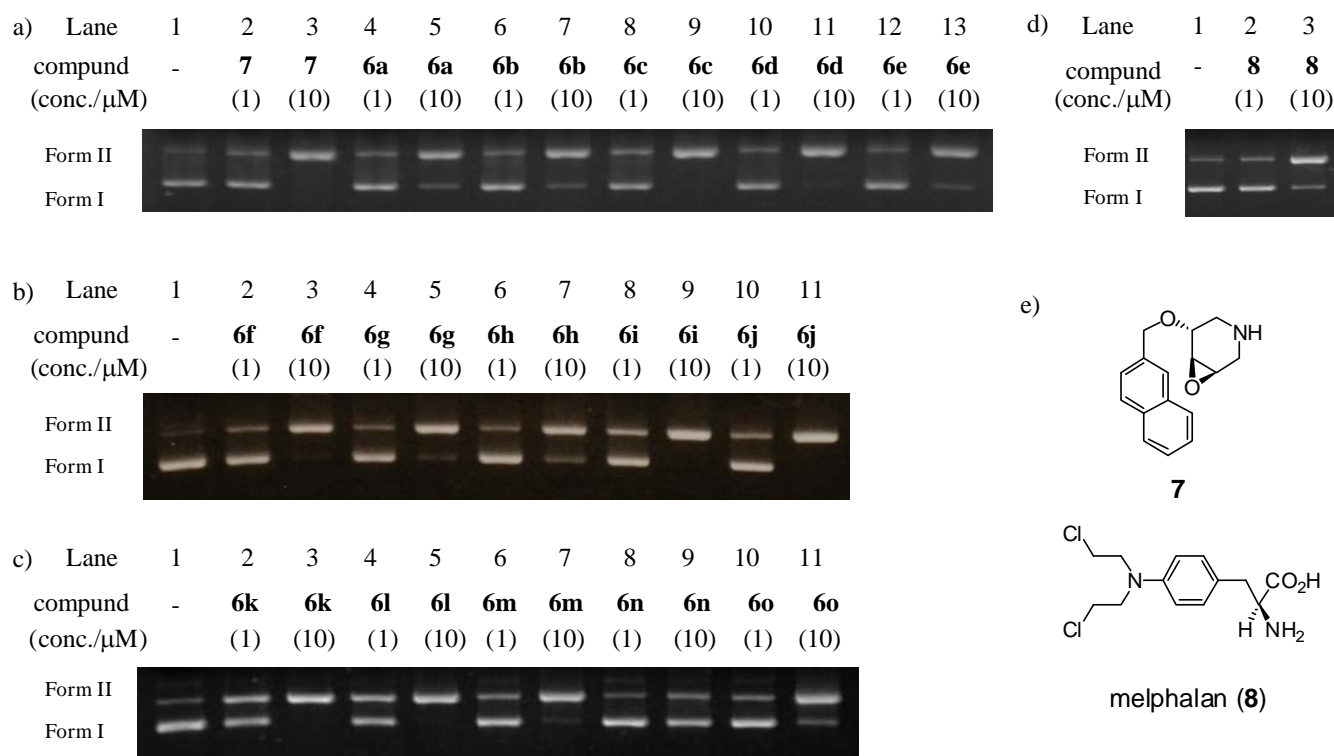 a) Lane 1 2 3 4 5 6 7 8 9 10 11 12 13
compund - 7 7 6a 6a 6b 6b 6c 6c 6d 6d 6e 6e
(conc./μM) (1) (10) (1) (10) (1) (10) (1) (10) (1) (10) (1) (10)
Form II
Form I
d) Lane 1 2 3
compund - 8 8
(conc./μM) (1) (10)
Form II
Form I
b) Lane 1 2 3 4 5 6 7 8 9 10 11
compund - 6f 6f 6g 6g 6h 6h 6i 6i 6j 6j
(conc./μM) (1) (10) (1) (10) (1) (10) (1) (10) (1) (10)
Form II
Form I
c) Lane 1 2 3 4 5 6 7 8 9 10 11
compund - 6k 6k 6l 6l 6m 6m 6n 6n 6o 6o
(conc./μM) (1) (10) (1) (10) (1) (10) (1) (10) (1) (10)
Form II
Form I
e)
O
NH
O
7
Cl
N
CO2H
Cl
H NH2
melphalan (8)